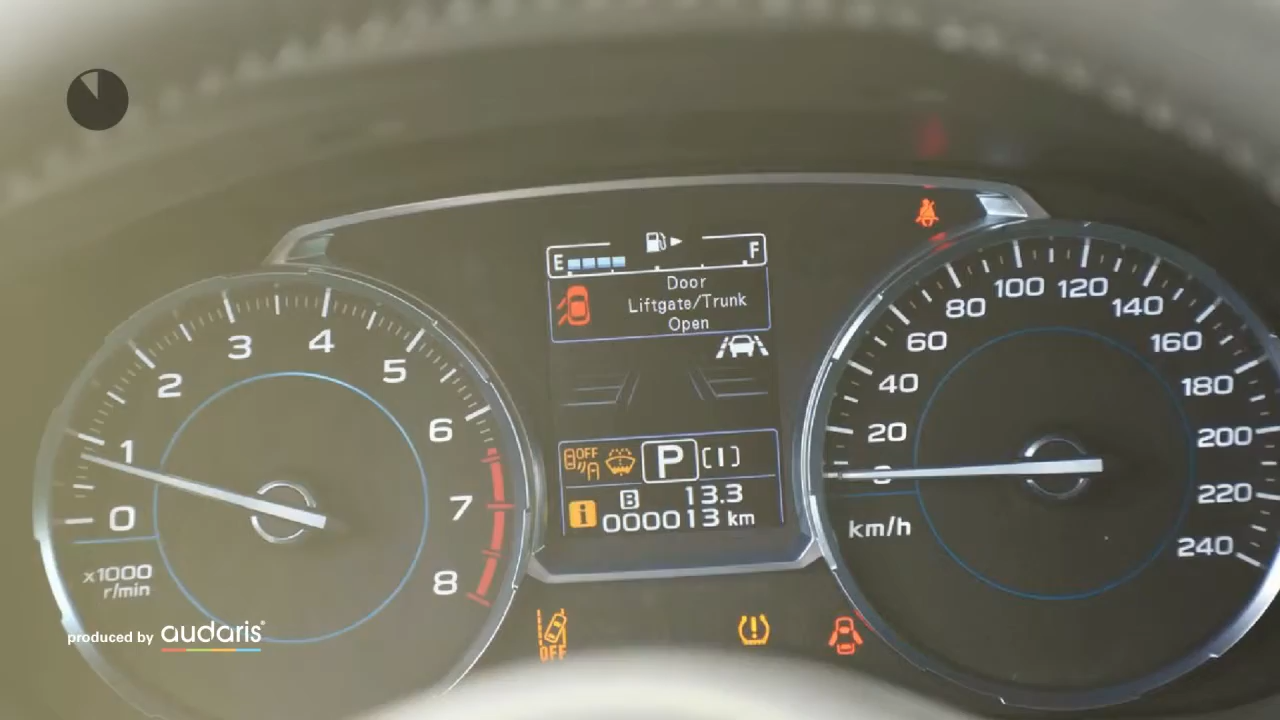 E F
Door
Liftgate/Trunk
Open
OFF
P [I]
B 13.3
i 000013 km
0 1 2 3 4 5 6 7 8
x1000
r/min
0 20 40 60 80 100 120 140 160 180 200 220 240
km/h
OFF
produced by audaris